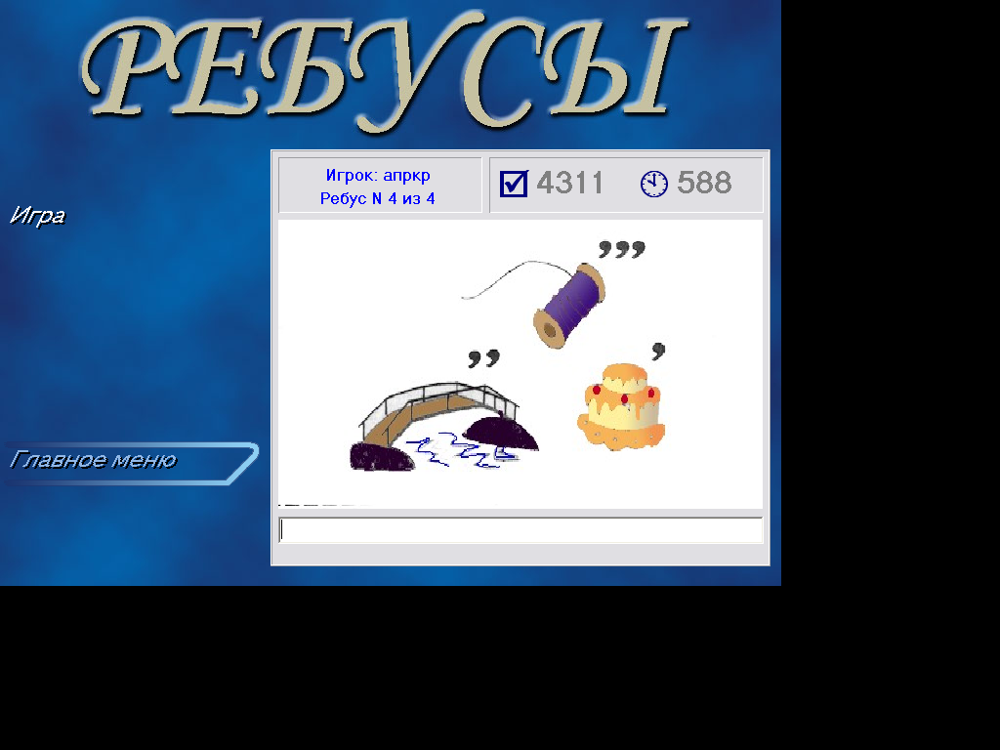 РЕБУСЫ
Игрок: апркр
Ребус N 4 из 4
4311
588
Игра
,,,
,,
,
Главное меню